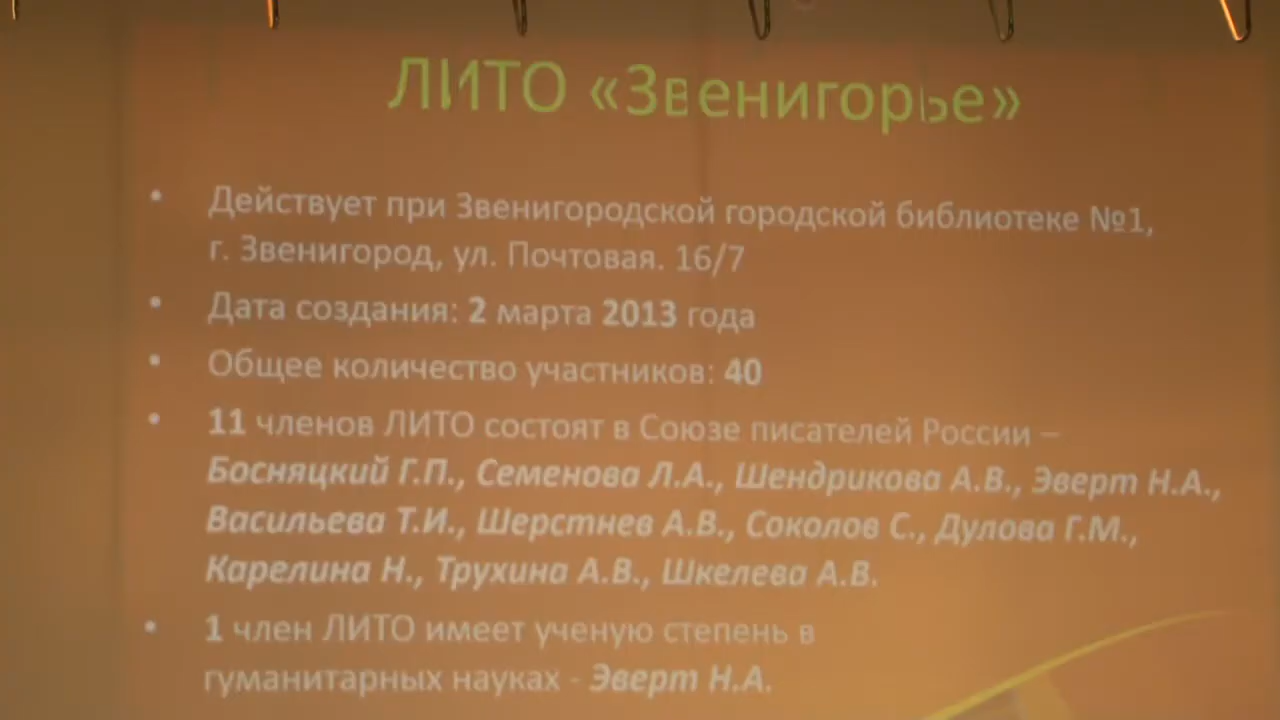 ЛИТО «Звенигорье»
• Действует при Звенигородской городской библиотеке №1,
г. Звенигород, ул. Почтовая. 16/7
• Дата создания: 2 марта 2013 года
• Общее количество участников: 40
• 11 членов ЛИТО состоят в Союзе писателей России –
Босняцкий Г.П., Семенова Л.А., Шендрикова А.В., Эверт Н.А.,
Васильева Т.И., Шерстнев А.В., Соколов С., Дулова Г.М.,
Карелина Н., Трухина А.В., Шкелева А.В.
• 1 член ЛИТО имеет ученую степень в
гуманитарных науках - Эверт Н.А.